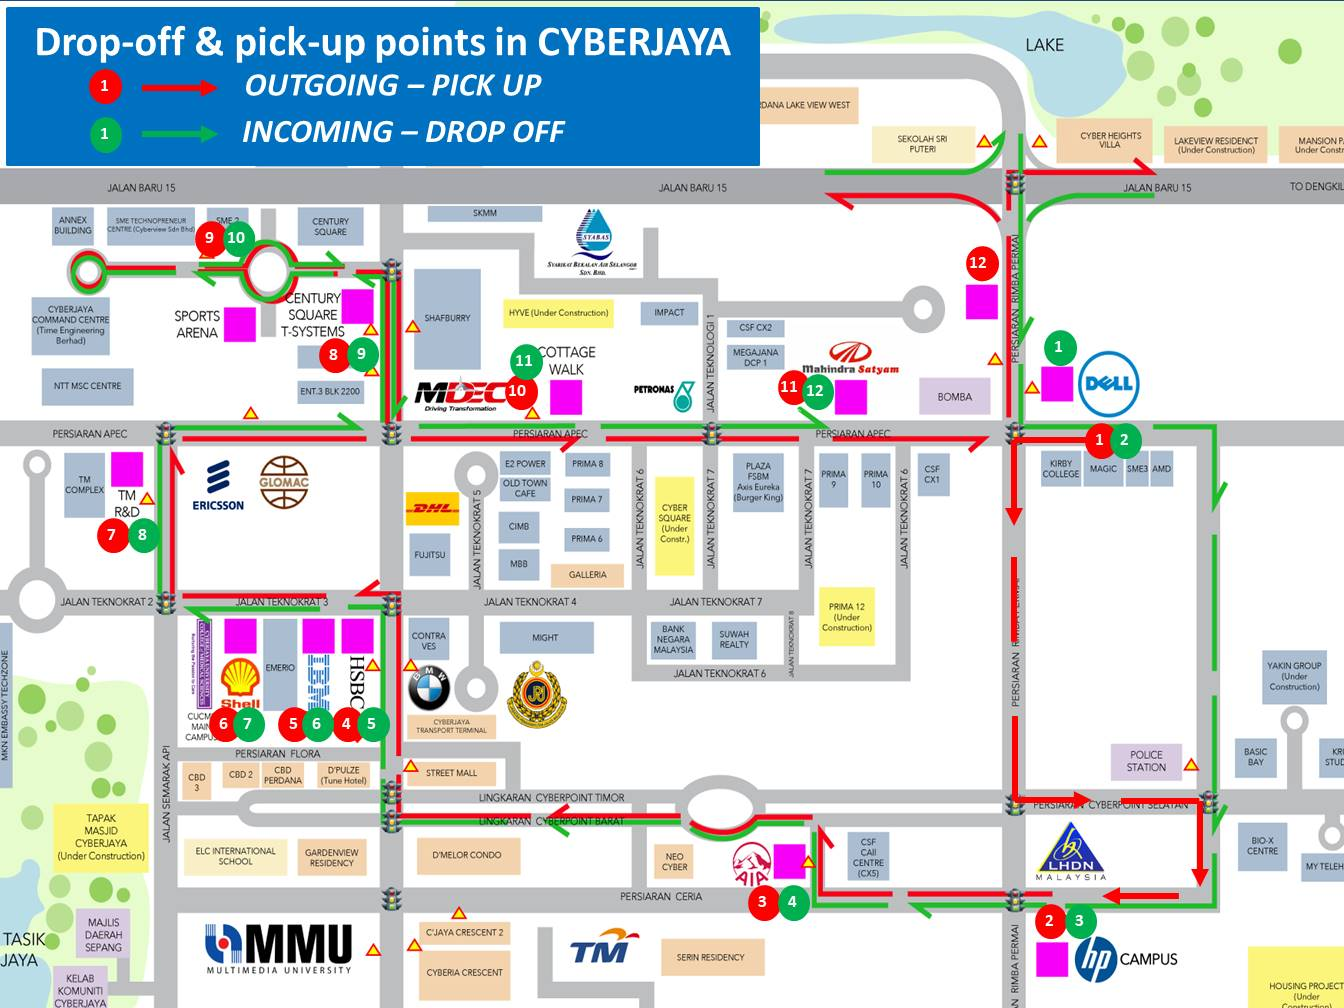 Drop-off & pick-up points in CYBERJAYA
1
OUTGOING – PICK UP
1
INCOMING – DROP OFF
LAKE
RDANA LAKE VIEW WEST
SEKOLAH SRI
PUTERI
CYBER HEIGHTS
VILLA
LAKEVIEW RESIDENCT
(Under Construction)
MANSION PA
Under Constr
JALAN BARU 15
JALAN BARU 15
JALAN BARU 15
TO DENGKIL
ANNEX
BUILDING
SME TECHNOPRENEUR
CENTRE (Cyberview Sdn Bhd)
SME 2
CENTURY
SQUARE
SKMM
SYABAS
SYARIKAT BEKALAN AIR SELANGOR
SDN. BHD.
9
10
12
CYBERJAYA
COMMAND CENTRE
(Time Engineering
Berhad)
SPORTS
ARENA
CENTURY
SQUARE
T-SYSTEMS
SHAFBURRY
HYVE (Under Construction)
IMPACT
JALAN TEKNOLOGI 1
CSF CX2
MEGAJANA
DCP 1
PERSIARAN RIMBA PERMAI
8
9
11
COTTAGE
WALK
Mahindra Satyam
1
DELL
NTT MSC CENTRE
ENT.3 BLK 2200
MDEC
Driving Transformation
10
PETRONAS
11
12
BOMBA
PERSIARAN APEC
PERSIARAN APEC
PERSIARAN APEC
1
2
TM
COMPLEX
TM
R&D
7
8
ERICSSON
GLOMAC
DHL
FUJITSU
JALAN TEKNOKRAT 5
E2 POWER
OLD TOWN
CAFE
CIMB
MBB
PRIMA 8
PRIMA 7
PRIMA 6
GALLERIA
JALAN TEKNOKRAT 6
CYBER
SQUARE
(Under
Constr.)
JALAN TEKNOKRAT 7
PLAZA
FSBM
Axis Eureka
(Burger King)
JALAN TEKNOKRAT 7
PRIMA
9
PRIMA
10
JALAN TEKNOKRAT 6
CSF
CX1
KIRBY
COLLEGE
MAGIC
SME3
AMD
JALAN TEKNOKRAT 2
JALAN TEKNOKRAT 3
JALAN TEKNOKRAT 4
JALAN TEKNOKRAT 7
PRIMA 12
(Under
Construction)
MKN EMBASSY TECHZONE
EMERIO
Shell
IBM
HSBC
CONTRA
VES
BMW
MIGHT
JPJ
BANK
NEGARA
MALAYSIA
SUWAH
REALTY
JALAN TEKNOKRAT 8
JALAN TEKNOKRAT 6
YAKIN GROUP
(Under
Construction)
CUCM
MAIN
CAMPUS
6
7
5
6
4
5
CYBERJAYA
TRANSPORT TERMINAL
PERSIARAN FLORA
CBD
3
CBD 2
CBD
PERDANA
D'PULZE
(Tune Hotel)
STREET MALL
POLICE
STATION
BASIC
BAY
JALAN SEMARAK API
LINGKARAN CYBERPOINT TIMOR
LINGKARAN CYBERPOINT BARAT
PERSIARAN CYBERPOINT SELATAN
TAPAK
MASJID
CYBERJAYA
(Under Construction)
ELC INTERNATIONAL
SCHOOL
GARDENVIEW
RESIDENCY
D'MELOR CONDO
NEO
CYBER
AIA
CSF
Call
CENTRE
(CX5)
LHDN
MALAYSIA
BIO-X
CENTRE
MY TELEH
PERSIARAN CERIA
3
4
2
3
MAJLIS
DAERAH
SEPANG
TASIK
JAYA
KELAB
KOMUNITI
CYBERJAYA
MMU
MULTIMEDIA UNIVERSITY
C'JAYA CRESCENT 2
CYBERIA CRESCENT
TM
SERIN RESIDENCY
hp
CAMPUS
HOUSING PROJECT
(Under